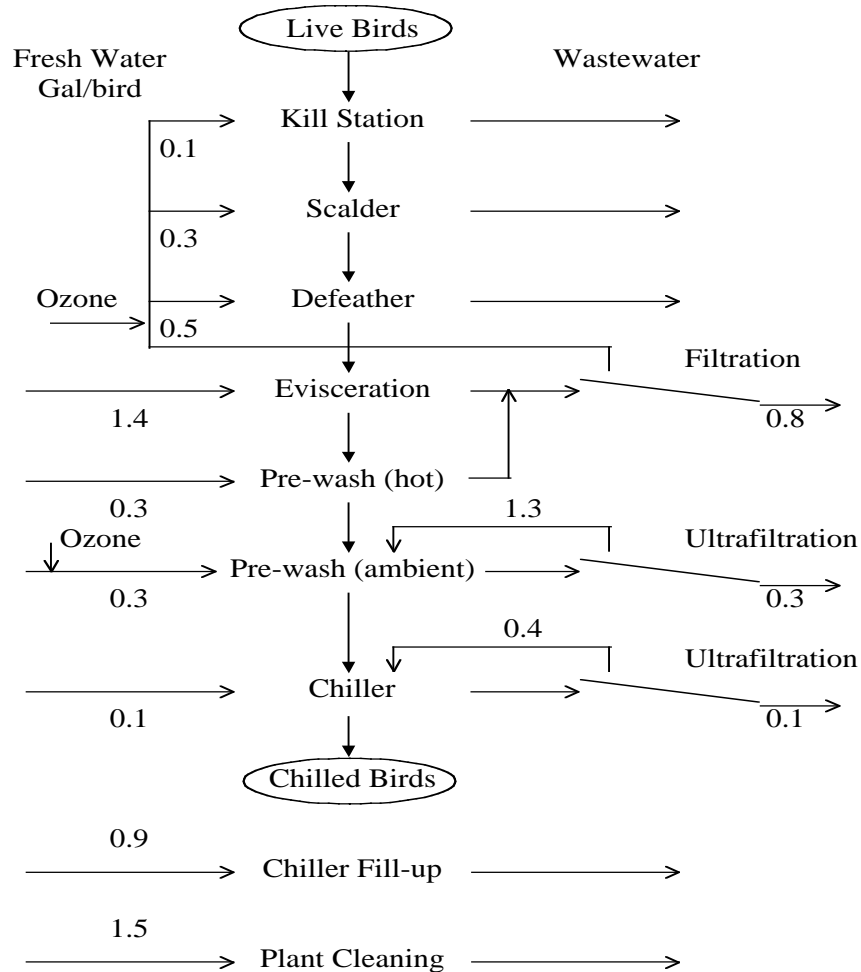 Live Birds
Fresh Water
Gal/bird
Wastewater
Kill Station
0.1
Scalder
0.3
Ozone
Defeather
0.5
Filtration
Evisceration
1.4
0.8
Pre-wash (hot)
0.3
1.3
Ozone
Ultrafiltration
Pre-wash (ambient)
0.3
0.3
0.4
Ultrafiltration
Chiller
0.1
0.1
Chilled Birds
0.9
Chiller Fill-up
1.5
Plant Cleaning